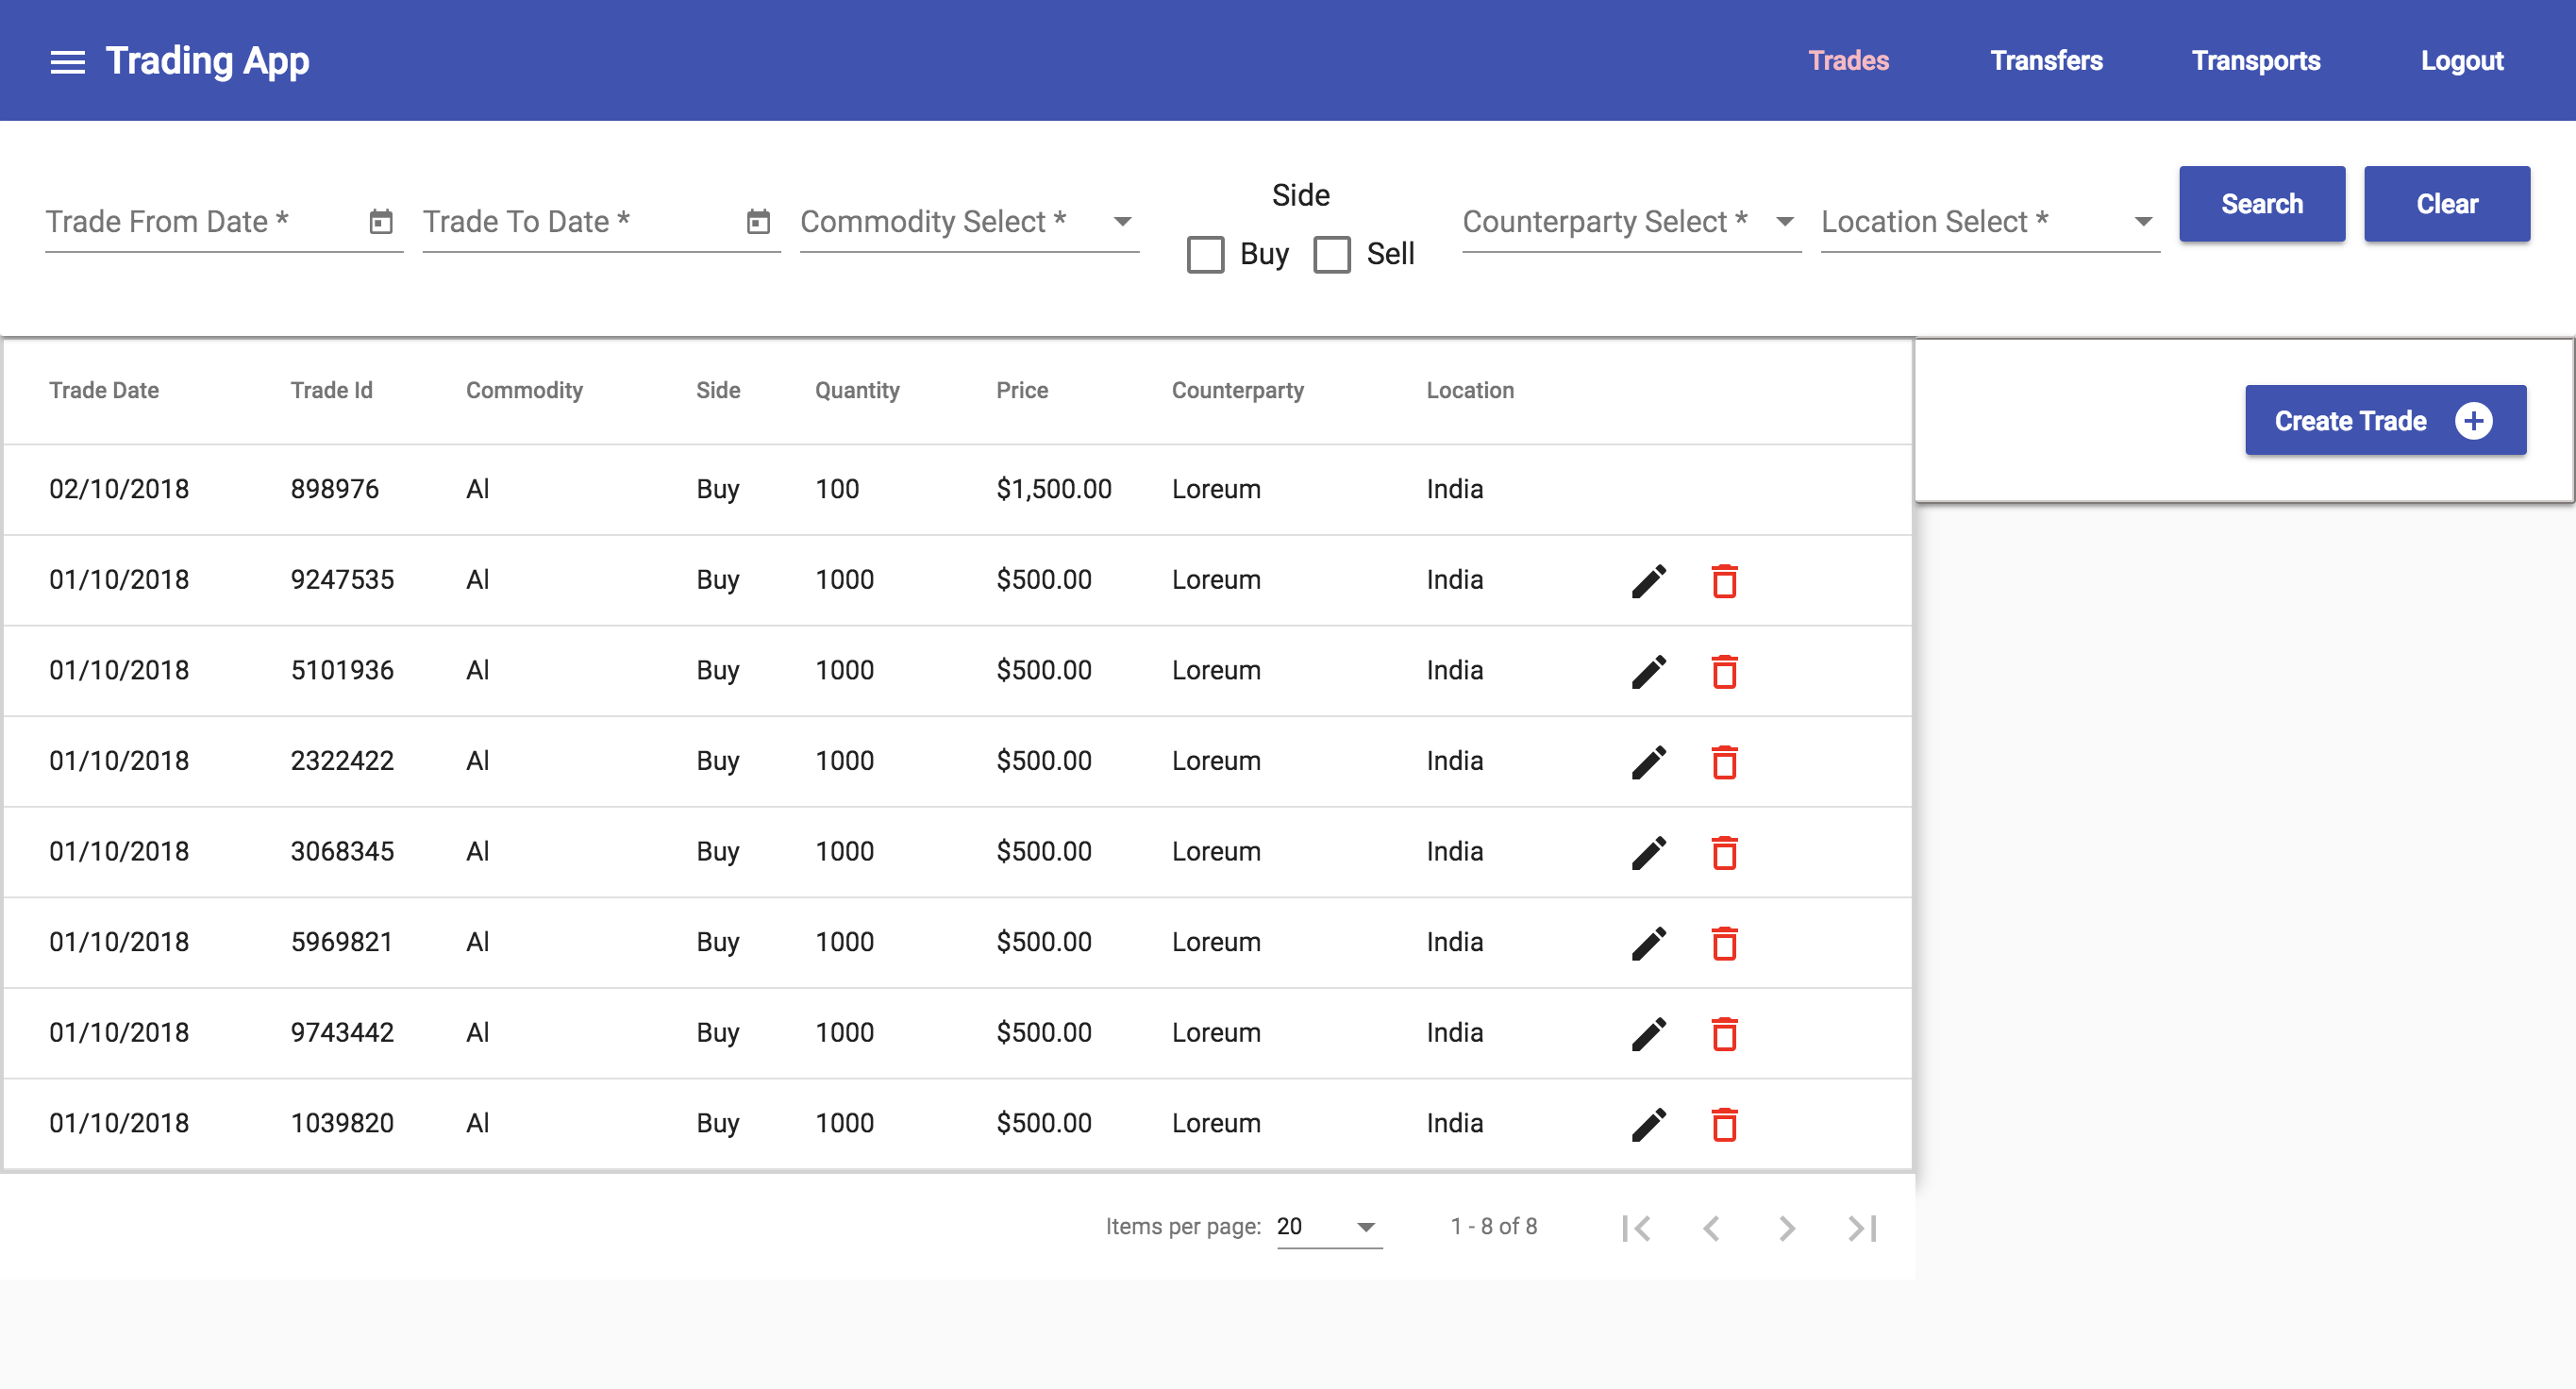 Trading App Trades Transfers Transports Logout
Trade From Date * Trade To Date * Commodity Select * Side Buy Sell Counterparty Select * Location Select * Search Clear
Trade Date Trade Id Commodity Side Quantity Price Counterparty Location
Create Trade
02/10/2018 898976 Al Buy 100 $1,500.00 Loreum India
01/10/2018 9247535 Al Buy 1000 $500.00 Loreum India
01/10/2018 5101936 Al Buy 1000 $500.00 Loreum India
01/10/2018 2322422 Al Buy 1000 $500.00 Loreum India
01/10/2018 3068345 Al Buy 1000 $500.00 Loreum India
01/10/2018 5969821 Al Buy 1000 $500.00 Loreum India
01/10/2018 9743442 Al Buy 1000 $500.00 Loreum India
01/10/2018 1039820 Al Buy 1000 $500.00 Loreum India
Items per page: 20 1 - 8 of 8